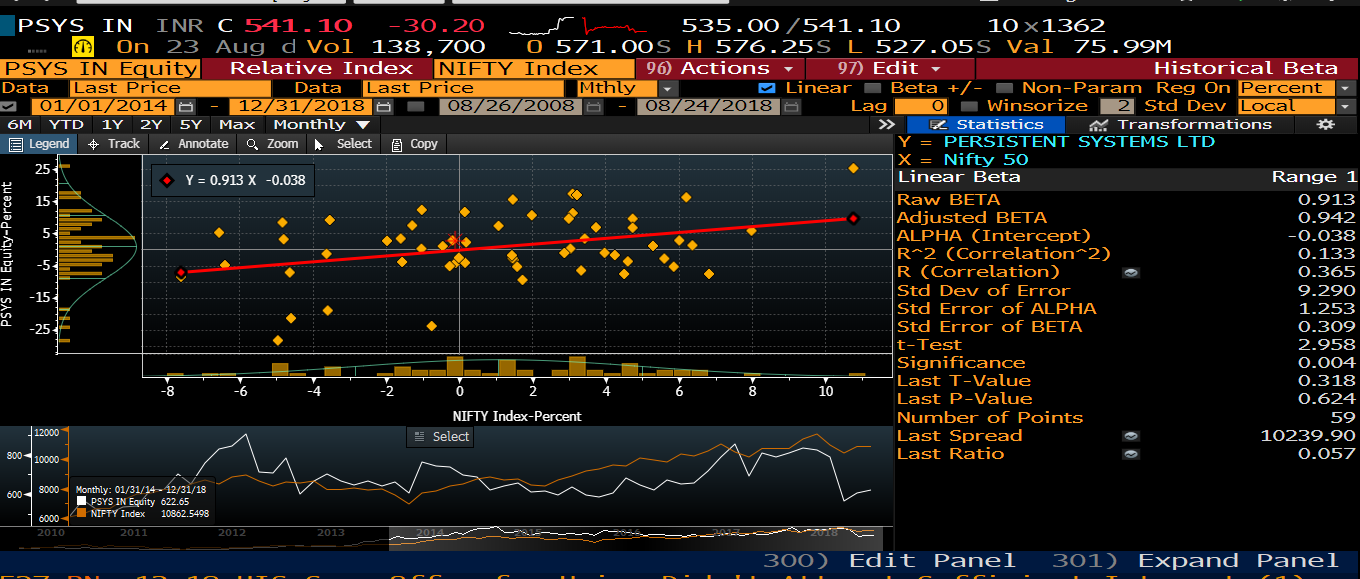 PSYS IN INR C 541.10 -30.20 535.00 /541.10 10x1362
On 23 Aug d Vol 138,700 O 571.00S H 576.25S L 527.05S Val 75.99M
PSYS IN Equity Relative Index NIFTY Index 96) Actions 97) Edit Historical Beta
Data Last Price Data Last Price Mthly Linear Beta +/- Non-Param Reg On Percent
01/01/2014 - 12/31/2018 08/26/2008 - 08/24/2018 Lag 0 Winsorize 2 Std Dev Local
6M YTD 1Y 2Y 5Y Max Monthly Statistics Transformations
Legend Track Annotate Zoom Select Copy
Y = PERSISTENT SYSTEMS LTD
X = Nifty 50
Linear Beta Range 1
Raw BETA 0.913
Adjusted BETA 0.942
ALPHA (Intercept) -0.038
R^2 (Correlation^2) 0.133
R (Correlation) 0.365
Std Dev of Error 9.290
Std Error of ALPHA 1.253
Std Error of BETA 0.309
t-Test 2.958
Significance 0.004
Last T-Value 0.318
Last P-Value 0.624
Number of Points 59
Last Spread 10239.90
Last Ratio 0.057
PSYS IN Equity-Percent
25
15
5
-5
-15
-25
Y = 0.913 X -0.038
-8 -6 -4 -2 0 2 4 6 8 10
NIFTY Index-Percent
Select
12000
10000
8000
6000
800
600
Monthly: 01/31/14 - 12/31/18
PSYS IN Equity 622.65
NIFTY Index 10862.5498
2010 2011 2012 2013 2014 2015 2016 2017 2018
300) Edit Panel 301) Expand Panel